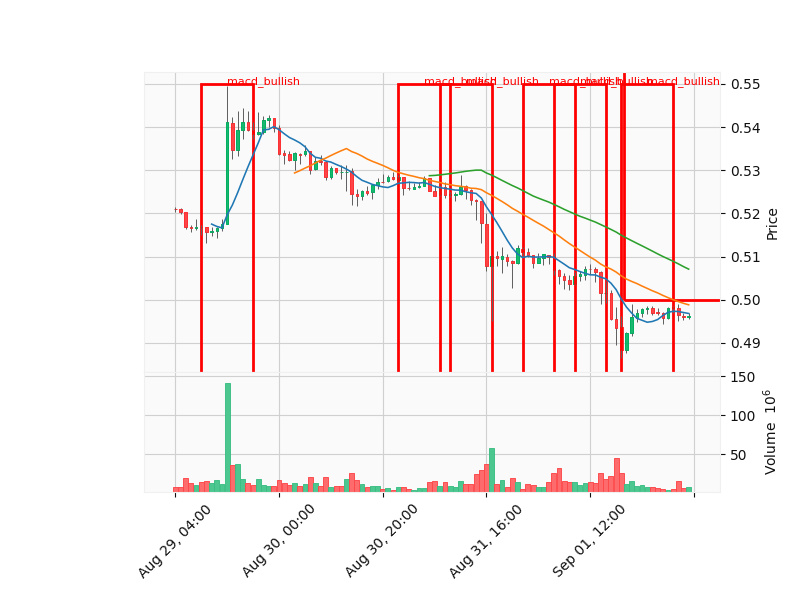 macd_bullish
macd_bullish
macd_bullish
macd_bullish
macd_bullish
macd_bullish
0.55
0.54
0.53
0.52
0.51
0.50
0.49
Price
150
100
50
Volume 10⁶
Aug 29, 04:00
Aug 30, 00:00
Aug 30, 20:00
Aug 31, 16:00
Sep 01, 12:00